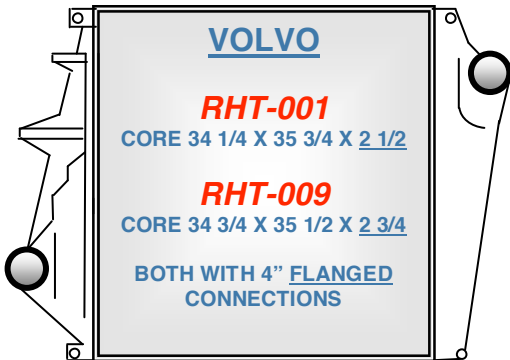 VOLVO
RHT-001
CORE 34 1/4 X 35 3/4 X 2 1/2
RHT-009
CORE 34 3/4 X 35 1/2 X 2 3/4
BOTH WITH 4” FLANGED
CONNECTIONS